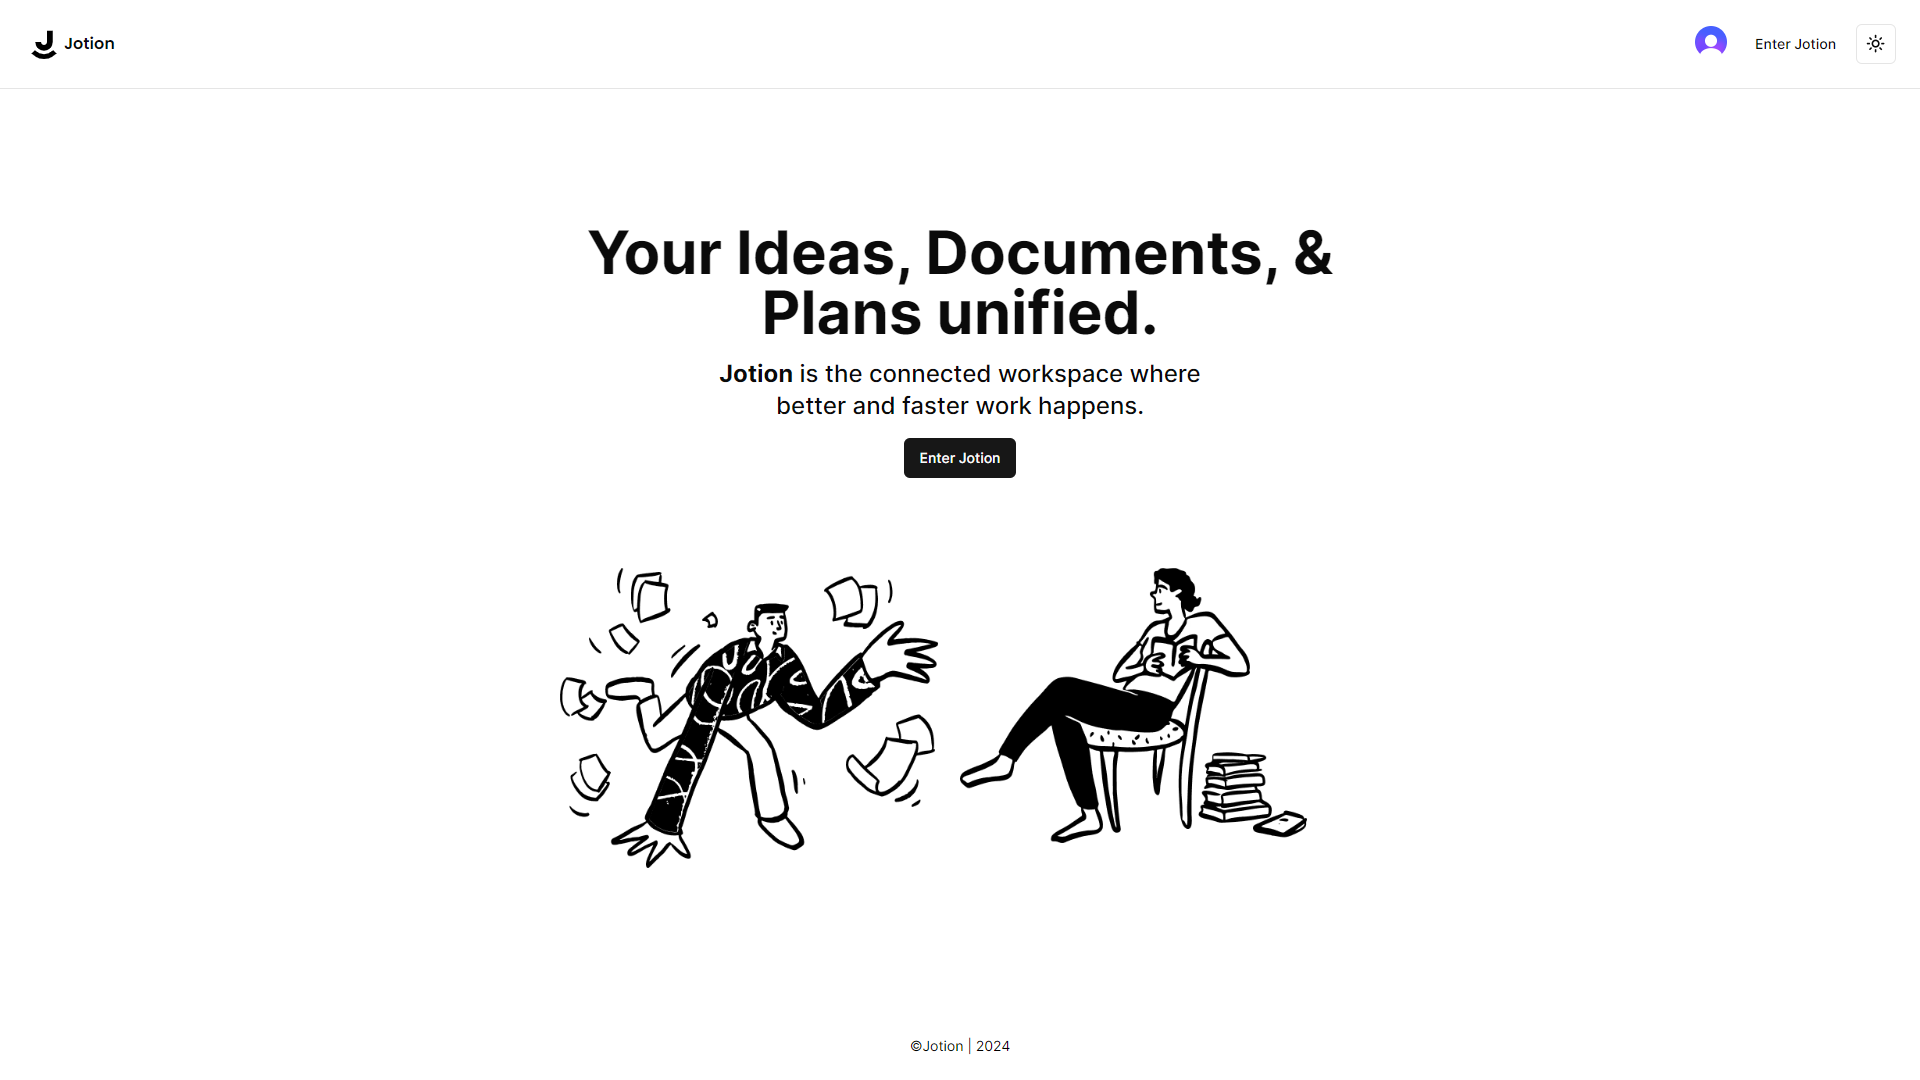 Jotion
Enter Jotion
Your Ideas, Documents, &
Plans unified.
Jotion is the connected workspace where
better and faster work happens.
Enter Jotion
©Jotion | 2024